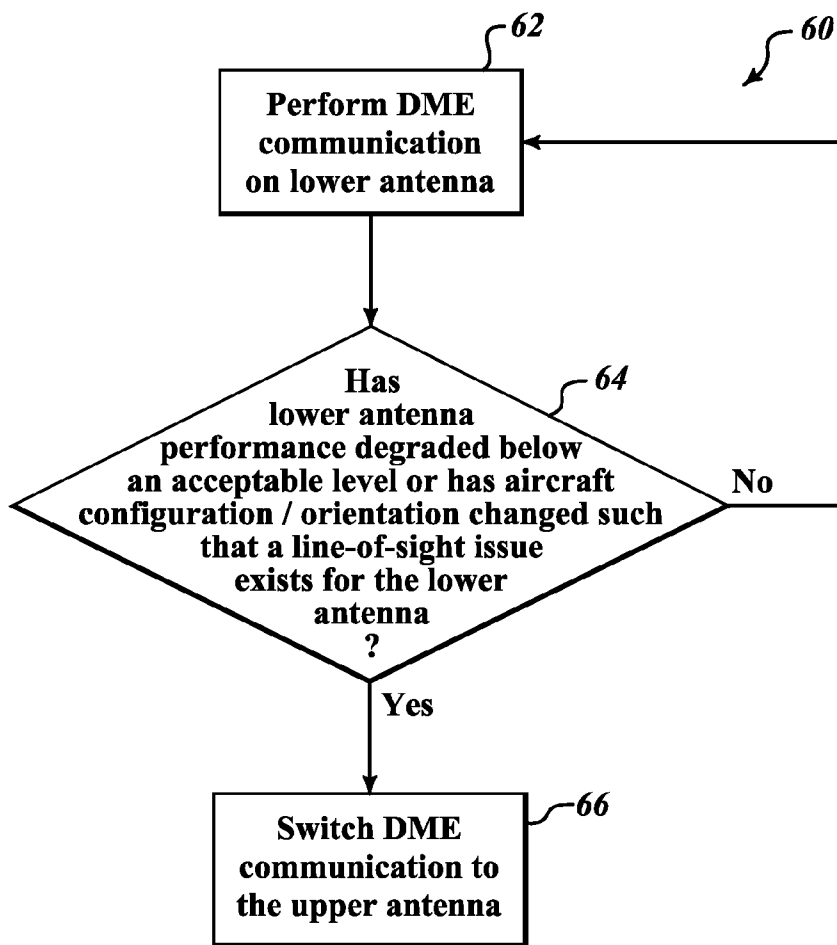 62
60
Perform DME
communication
on lower antenna
64
Has
lower antenna
performance degraded below
an acceptable level or has aircraft
configuration / orientation changed such
that a line-of-sight issue
exists for the lower
antenna
?
No
Yes
66
Switch DME
communication to
the upper antenna